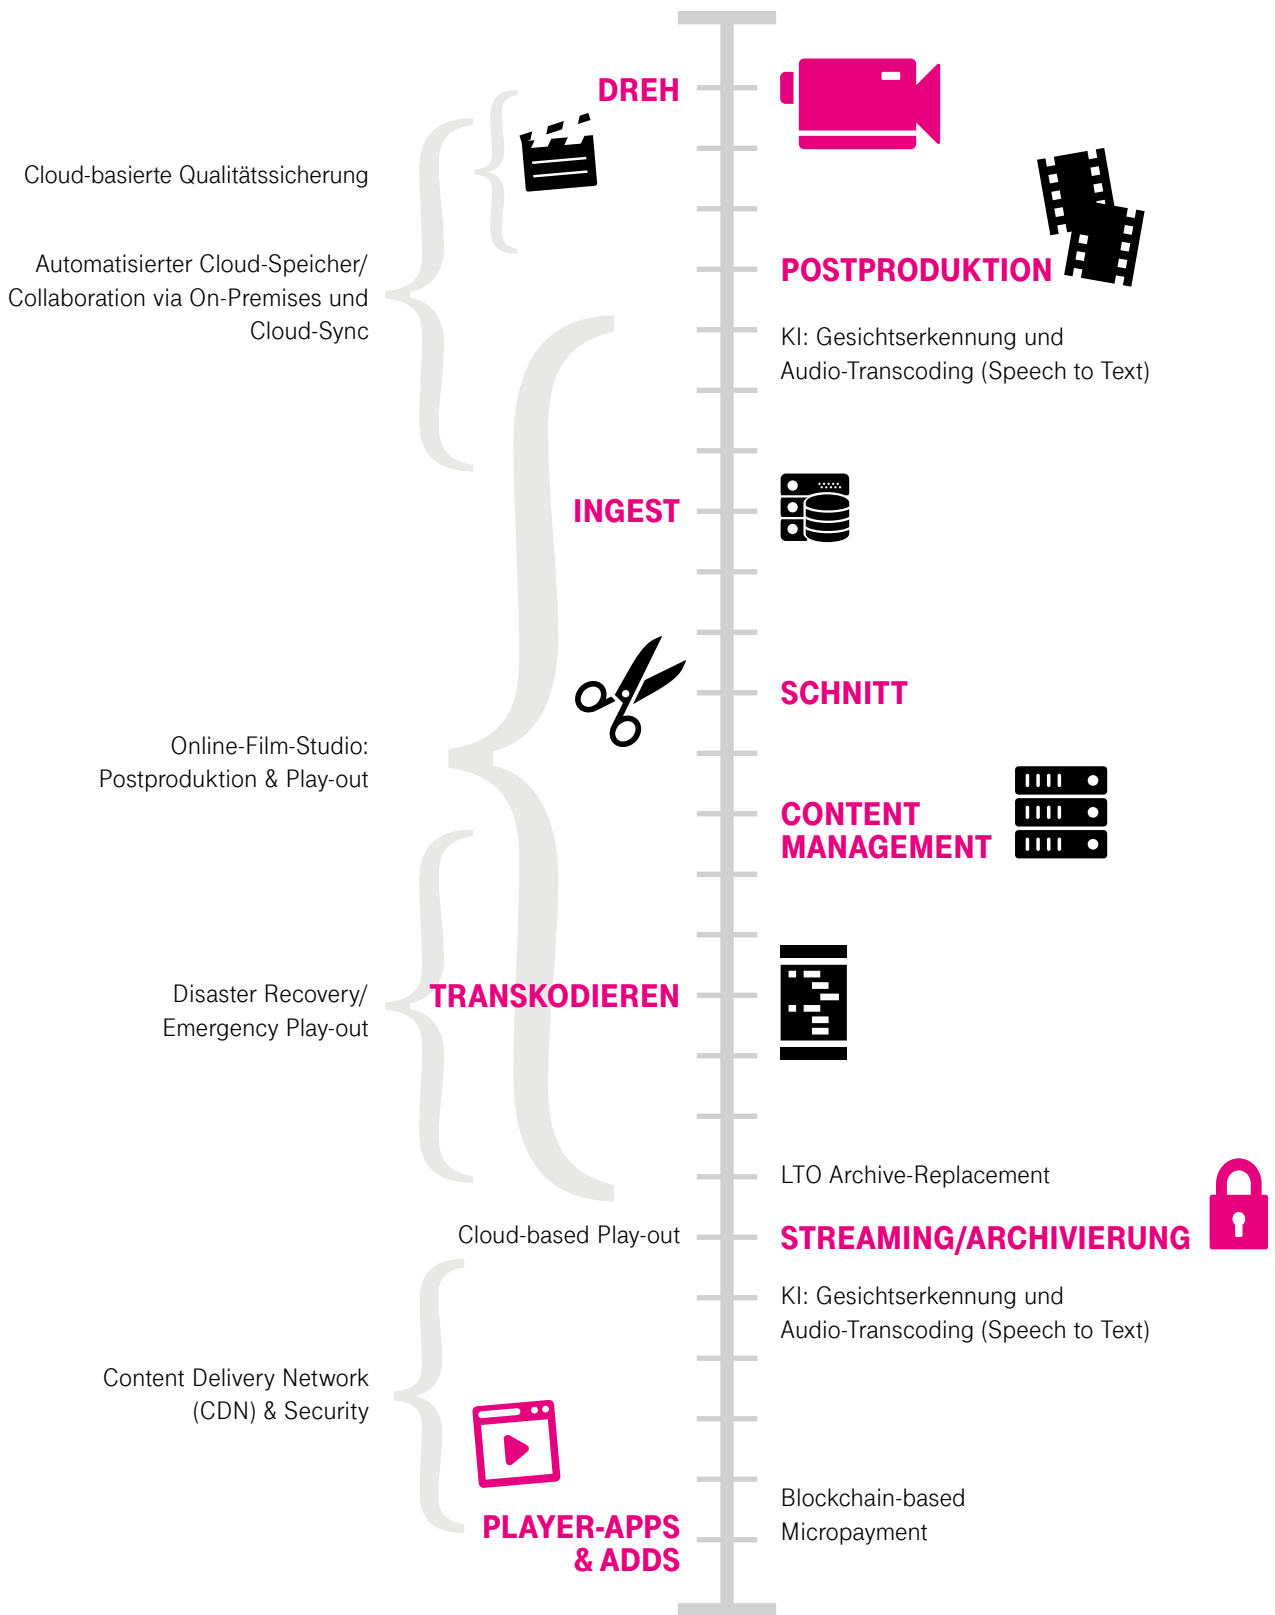 DREH
Cloud-basierte Qualitätssicherung
Automatisierter Cloud-Speicher/
Collaboration via On-Premises und
Cloud-Sync
POSTPRODUKTION
KI: Gesichtserkennung und
Audio-Transcoding (Speech to Text)
INGEST
SCHNITT
Online-Film-Studio:
Postproduktion & Play-out
CONTENT
MANAGEMENT
Disaster Recovery/
Emergency Play-out
TRANSKODIEREN
LTO Archive-Replacement
Cloud-based Play-out
STREAMING/ARCHIVIERUNG
KI: Gesichtserkennung und
Audio-Transcoding (Speech to Text)
Content Delivery Network
(CDN) & Security
Blockchain-based
Micropayment
PLAYER-APPS
& ADDS